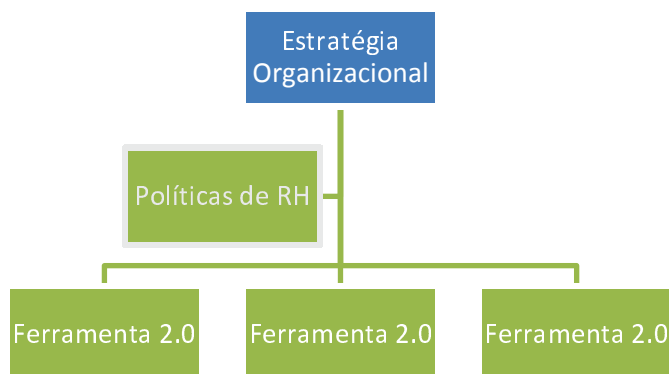 Estratégia
Organizacional
Políticas de RH
Ferramenta 2.0
Ferramenta 2.0
Ferramenta 2.0